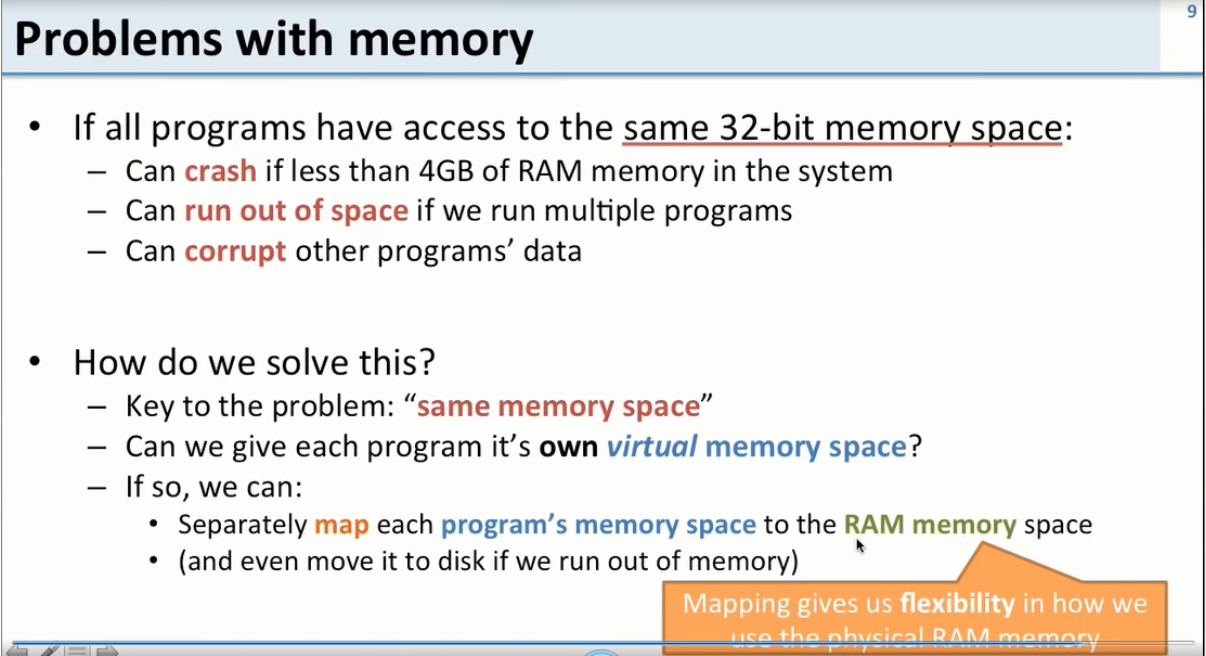 9
Problems with memory
• If all programs have access to the same 32-bit memory space:
– Can crash if less than 4GB of RAM memory in the system
– Can run out of space if we run multiple programs
– Can corrupt other programs’ data
• How do we solve this?
– Key to the problem: “same memory space”
– Can we give each program it’s own virtual memory space?
– If so, we can:
• Separately map each program’s memory space to the RAM memory space
• (and even move it to disk if we run out of memory)
Mapping gives us flexibility in how we
use the physical RAM memory